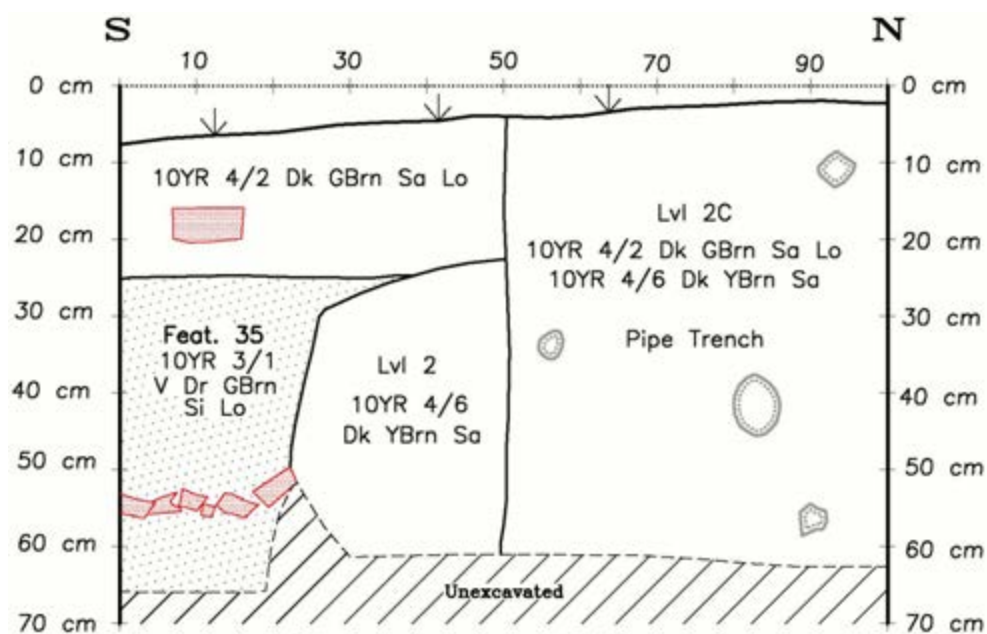 S N
10 30 50 70 90
0 cm 0 cm
10 cm 10 cm
10YR 4/2 Dk GBrn Sa Lo
20 cm 20 cm
Lvl 2C
10YR 4/2 Dk GBrn Sa Lo
10YR 4/6 Dk YBrn Sa
30 cm 30 cm
Pipe Trench
Feat. 35
10YR 3/1
V Dr GBrn
Si Lo
Lvl 2
10YR 4/6
Dk YBrn Sa
40 cm 40 cm
50 cm 50 cm
60 cm 60 cm
Unexcavated
70 cm 70 cm